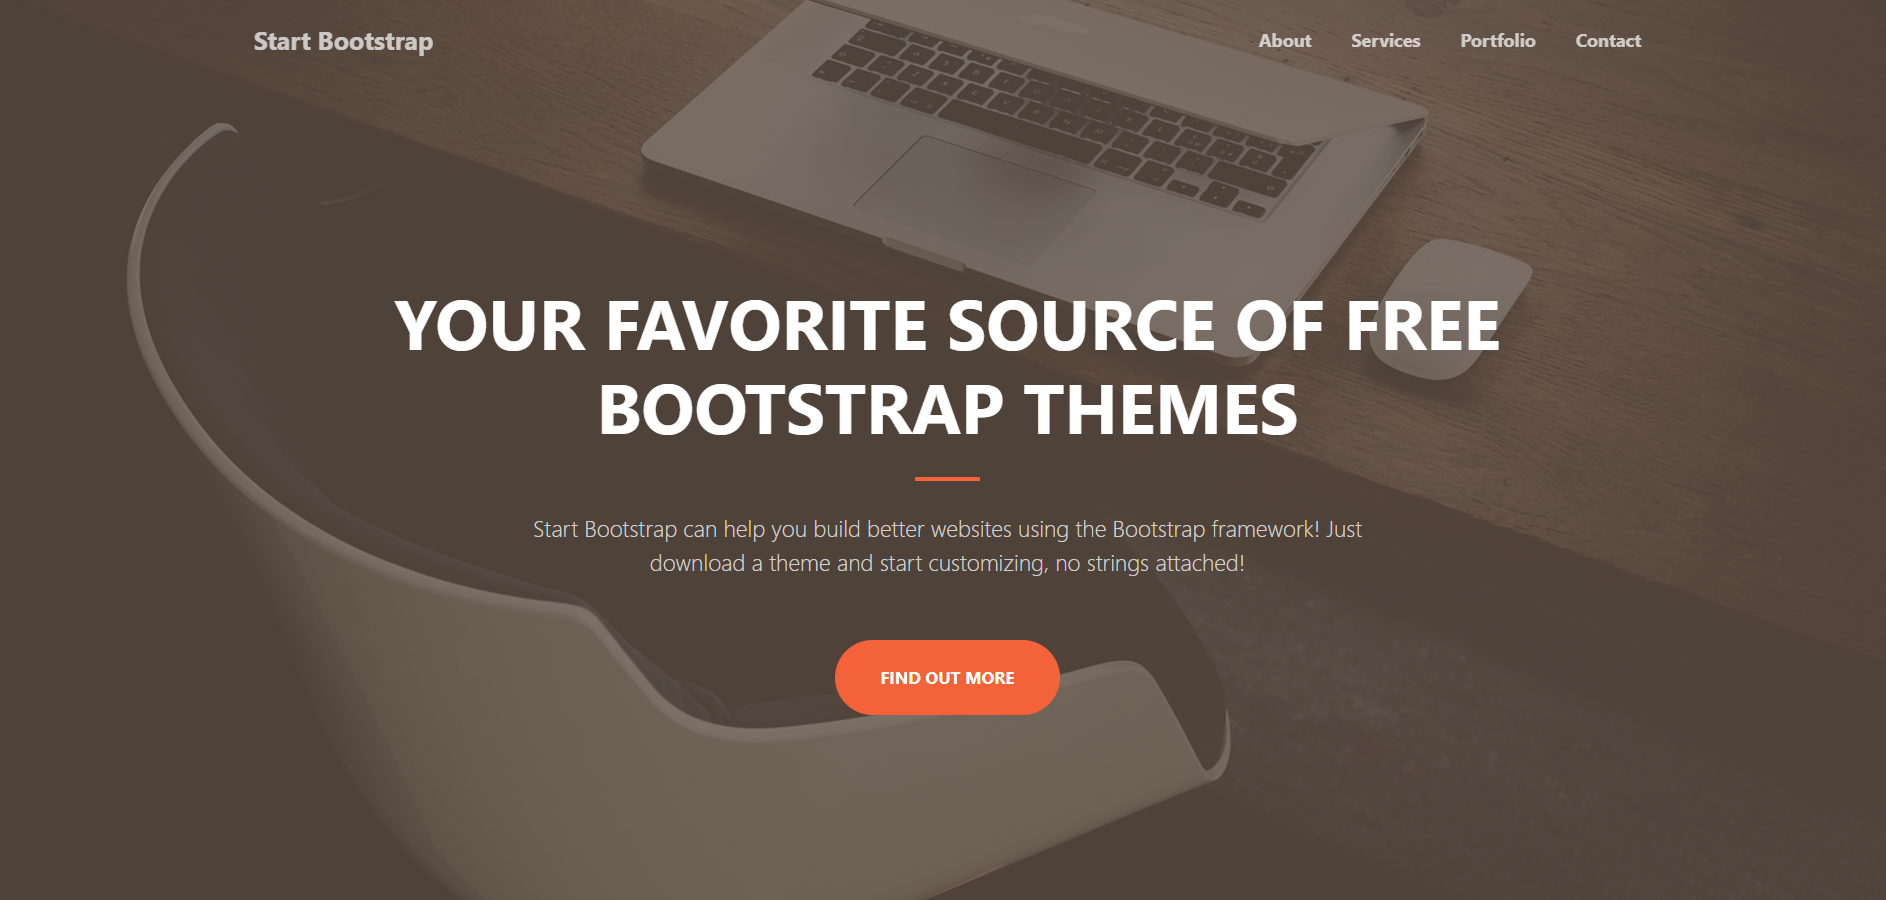 Start Bootstrap
About Services Portfolio Contact
YOUR FAVORITE SOURCE OF FREE
BOOTSTRAP THEMES
Start Bootstrap can help you build better websites using the Bootstrap framework! Just
download a theme and start customizing, no strings attached!
FIND OUT MORE